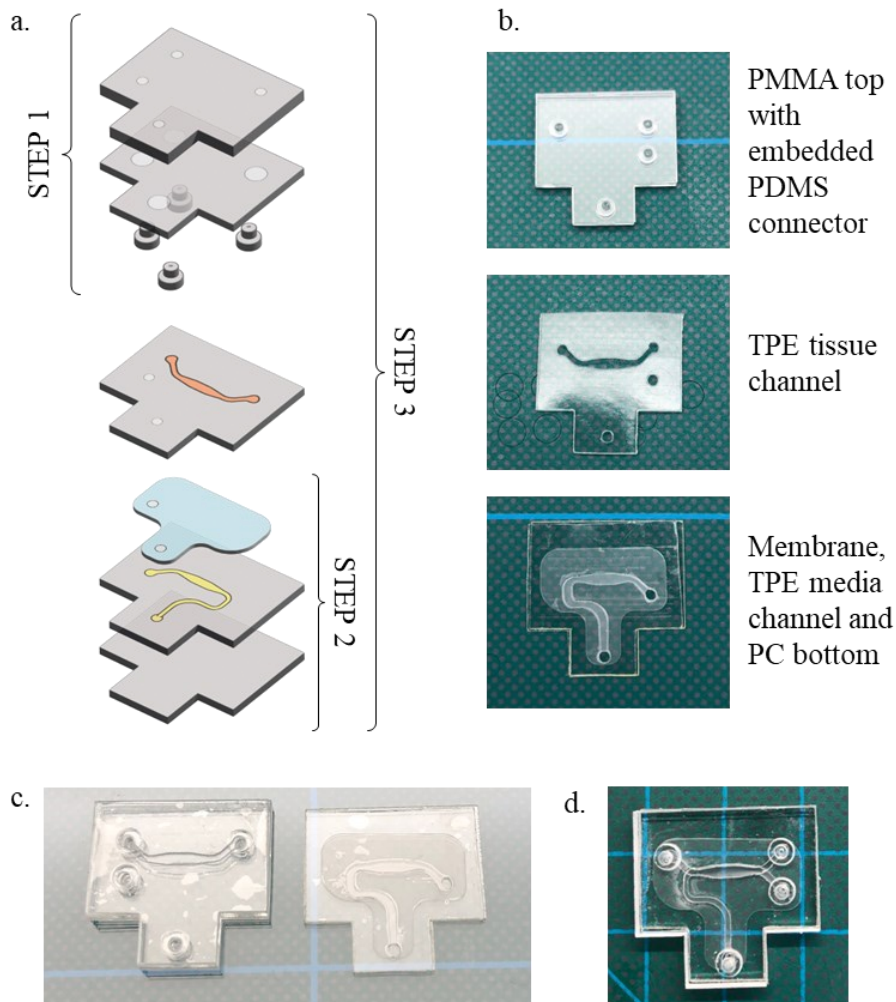 a.
STEP 1
STEP 3
STEP 2
b.
PMMA top
with
embedded
PDMS
connector
TPE tissue
channel
Membrane,
TPE media
channel and
PC bottom
c.
d.